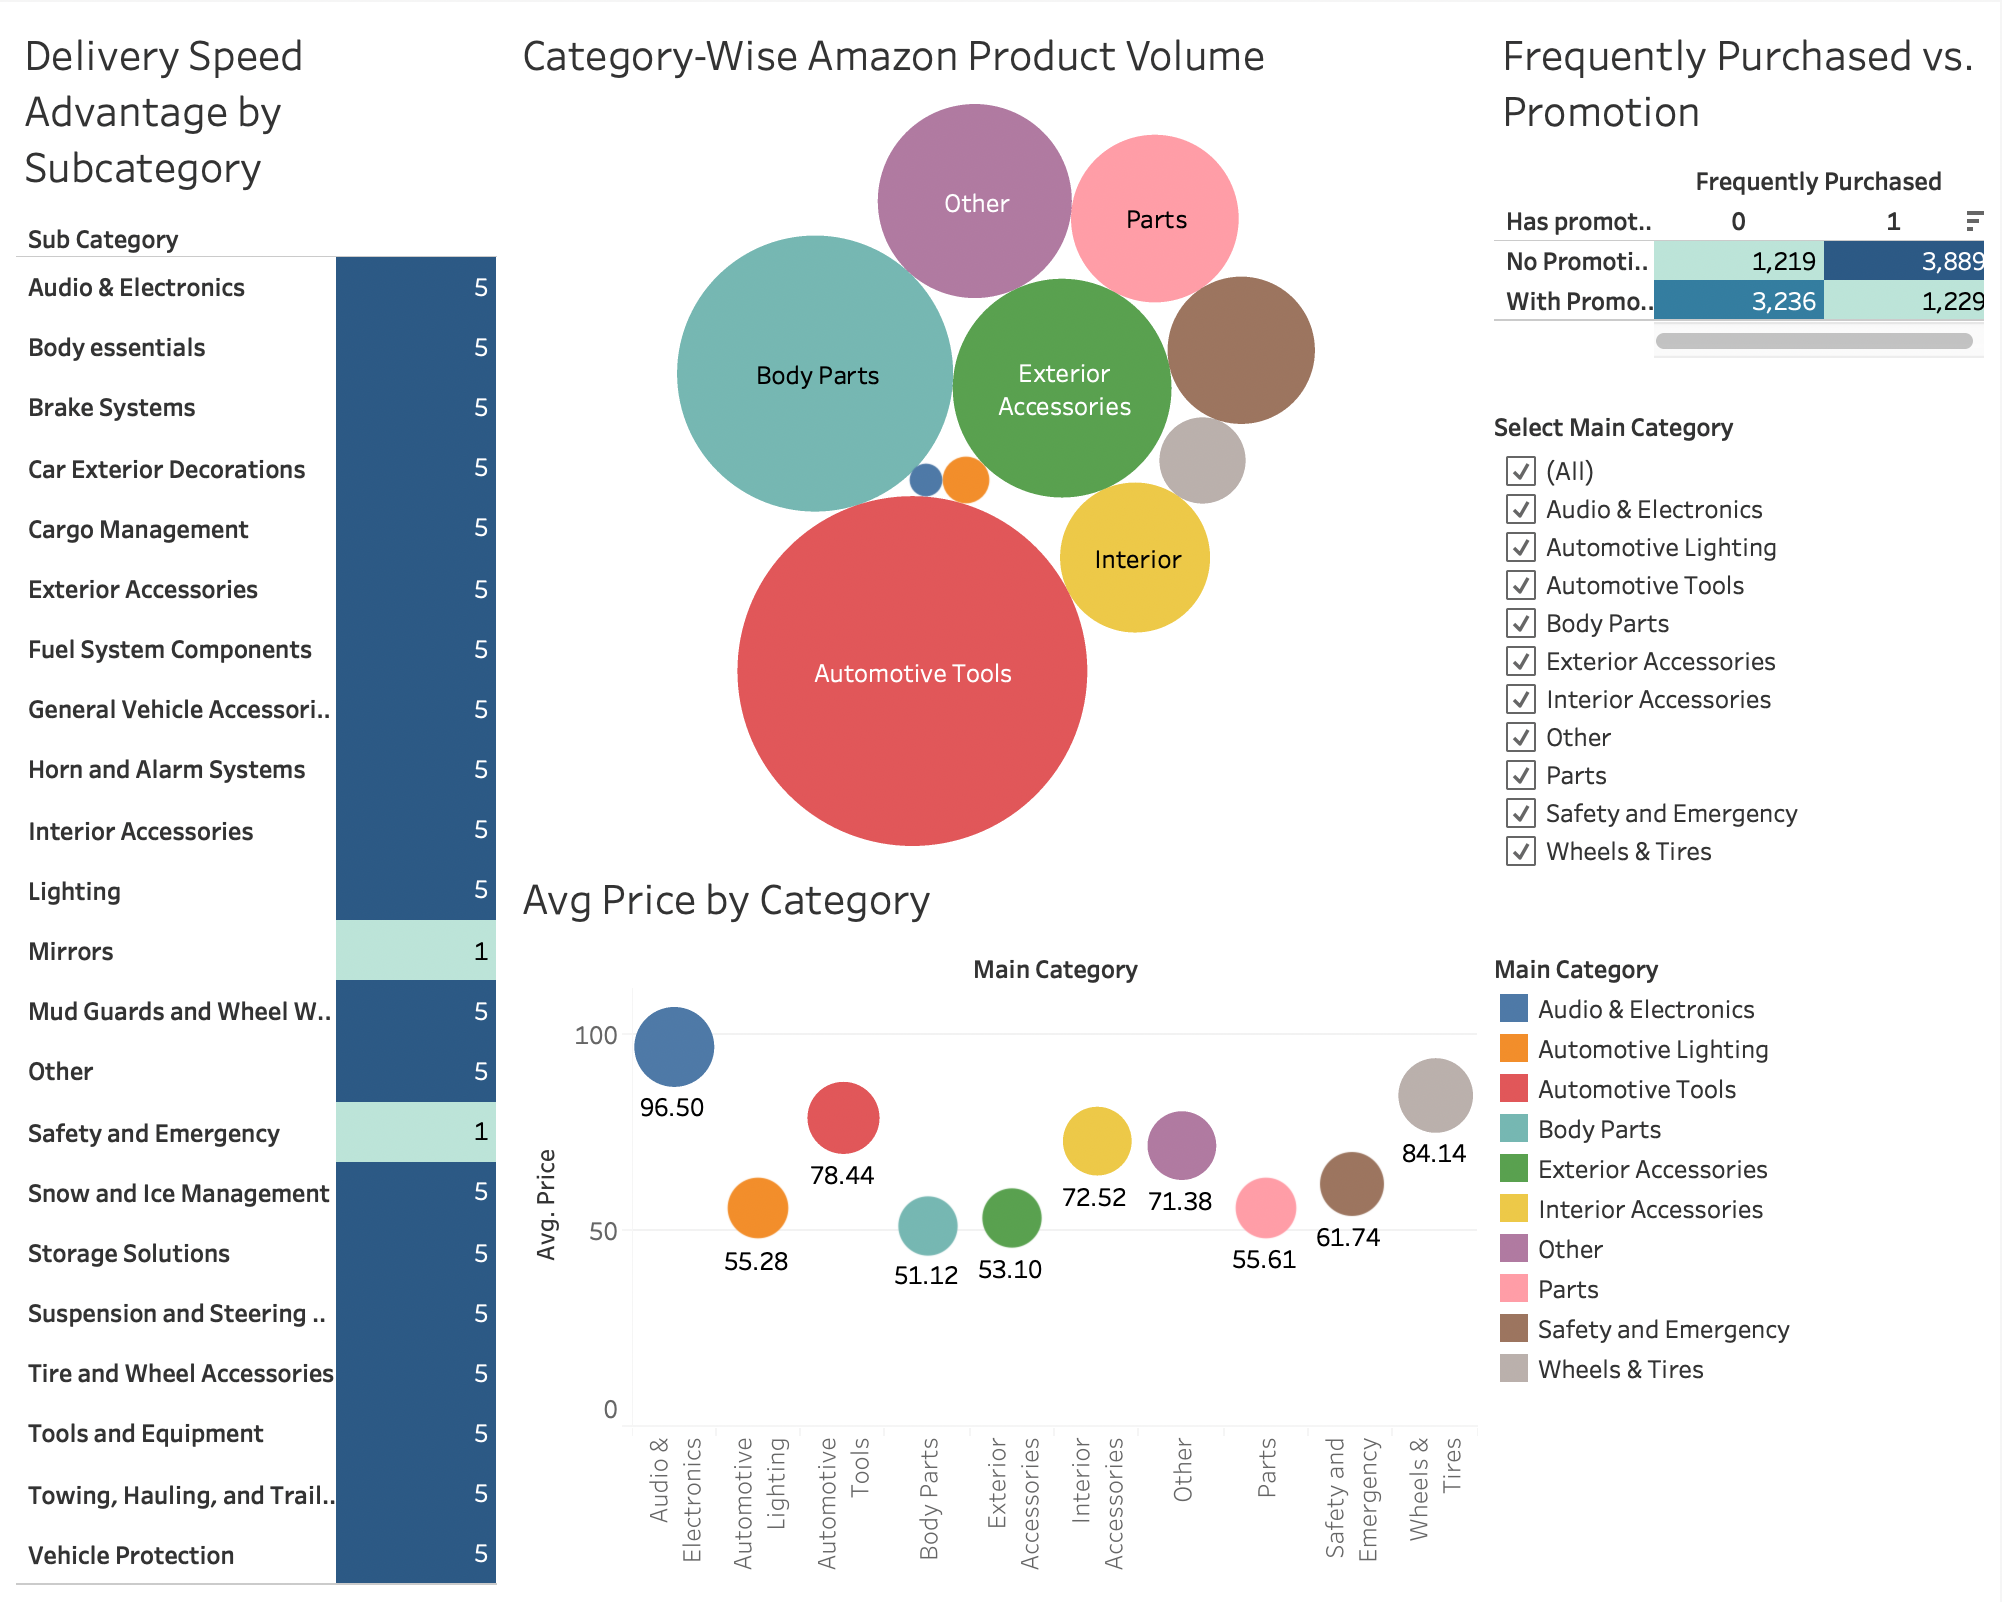 Delivery Speed
Advantage by
Subcategory
Sub Category
Audio & Electronics 5
Body essentials 5
Brake Systems 5
Car Exterior Decorations 5
Cargo Management 5
Exterior Accessories 5
Fuel System Components 5
General Vehicle Accessori.. 5
Horn and Alarm Systems 5
Interior Accessories 5
Lighting 5
Mirrors 1
Mud Guards and Wheel W.. 5
Other 5
Safety and Emergency 1
Snow and Ice Management 5
Storage Solutions 5
Suspension and Steering .. 5
Tire and Wheel Accessories 5
Tools and Equipment 5
Towing, Hauling, and Trail.. 5
Vehicle Protection 5
Category-Wise Amazon Product Volume
Other
Parts
Body Parts
Exterior
Accessories
Interior
Automotive Tools
Avg Price by Category
Main Category
Avg. Price
100
50
0
96.50
55.28
78.44
51.12
53.10
72.52
71.38
55.61
61.74
84.14
Audio &
Electronics
Automotive
Lighting
Automotive
Tools
Body Parts
Exterior
Accessories
Interior
Accessories
Other
Parts
Safety and
Emergency
Wheels &
Tires
Frequently Purchased vs.
Promotion
Frequently Purchased
Has promot.. 0 1
No Promoti.. 1,219 3,889
With Promo.. 3,236 1,229
Select Main Category
(All)
Audio & Electronics
Automotive Lighting
Automotive Tools
Body Parts
Exterior Accessories
Interior Accessories
Other
Parts
Safety and Emergency
Wheels & Tires
Main Category
Audio & Electronics
Automotive Lighting
Automotive Tools
Body Parts
Exterior Accessories
Interior Accessories
Other
Parts
Safety and Emergency
Wheels & Tires